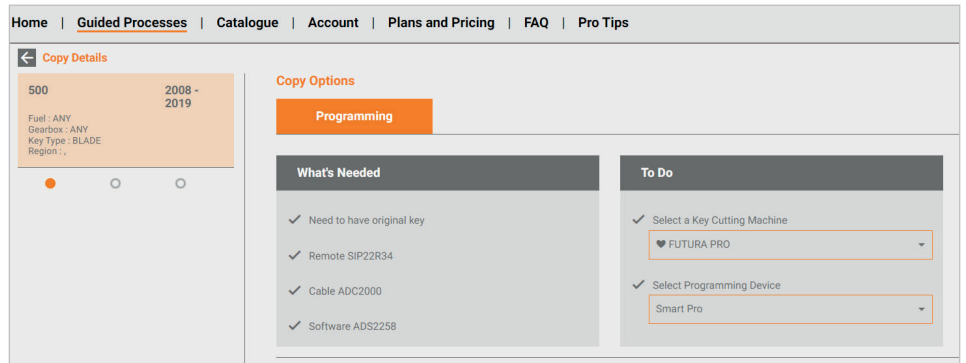 Home | Guided Processes | Catalogue | Account | Plans and Pricing | FAQ | Pro Tips
Copy Details
500 2008 -
2019
Fuel : ANY
Gearbox : ANY
Key Type : BLADE
Region : ,
Copy Options
Programming
What's Needed
Need to have original key
Remote SIP22R34
Cable ADC2000
Software ADS2258
To Do
Select a Key Cutting Machine
FUTURA PRO
Select Programming Device
Smart Pro